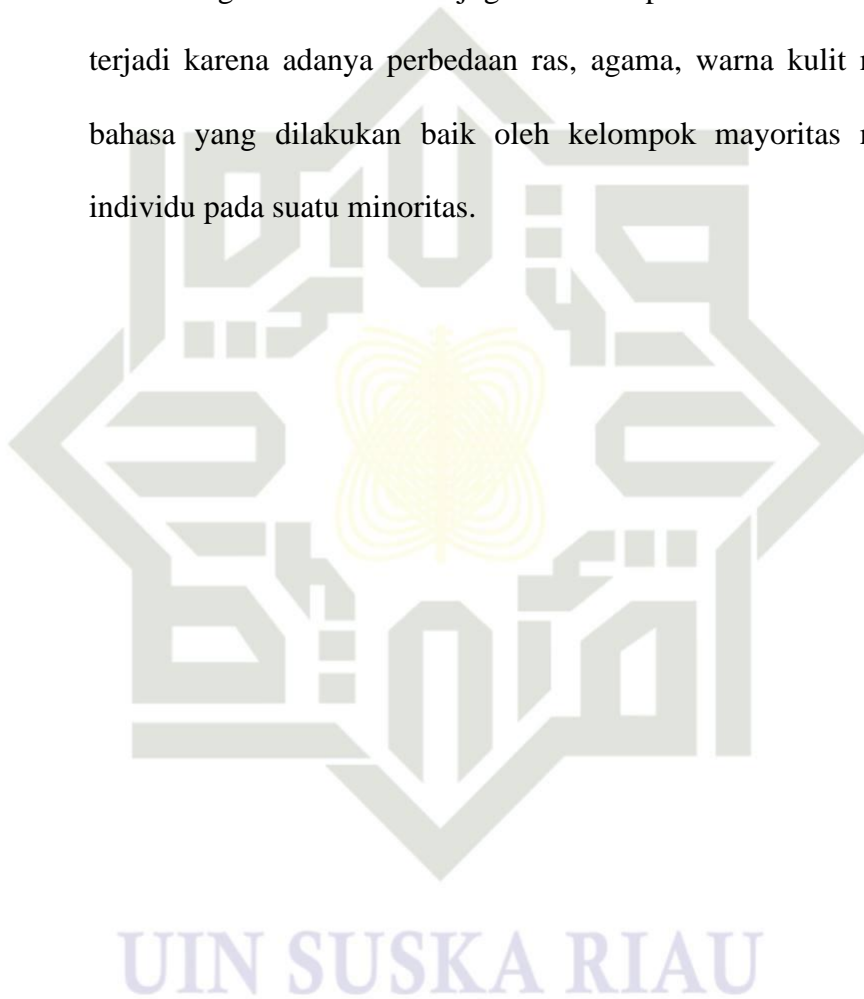 terjadi karena adanya perbedaan ras, agama, warna kulit
bahasa yang dilakukan baik oleh kelompok mayoritas
individu pada suatu minoritas.
UIN SUSKA RIAU